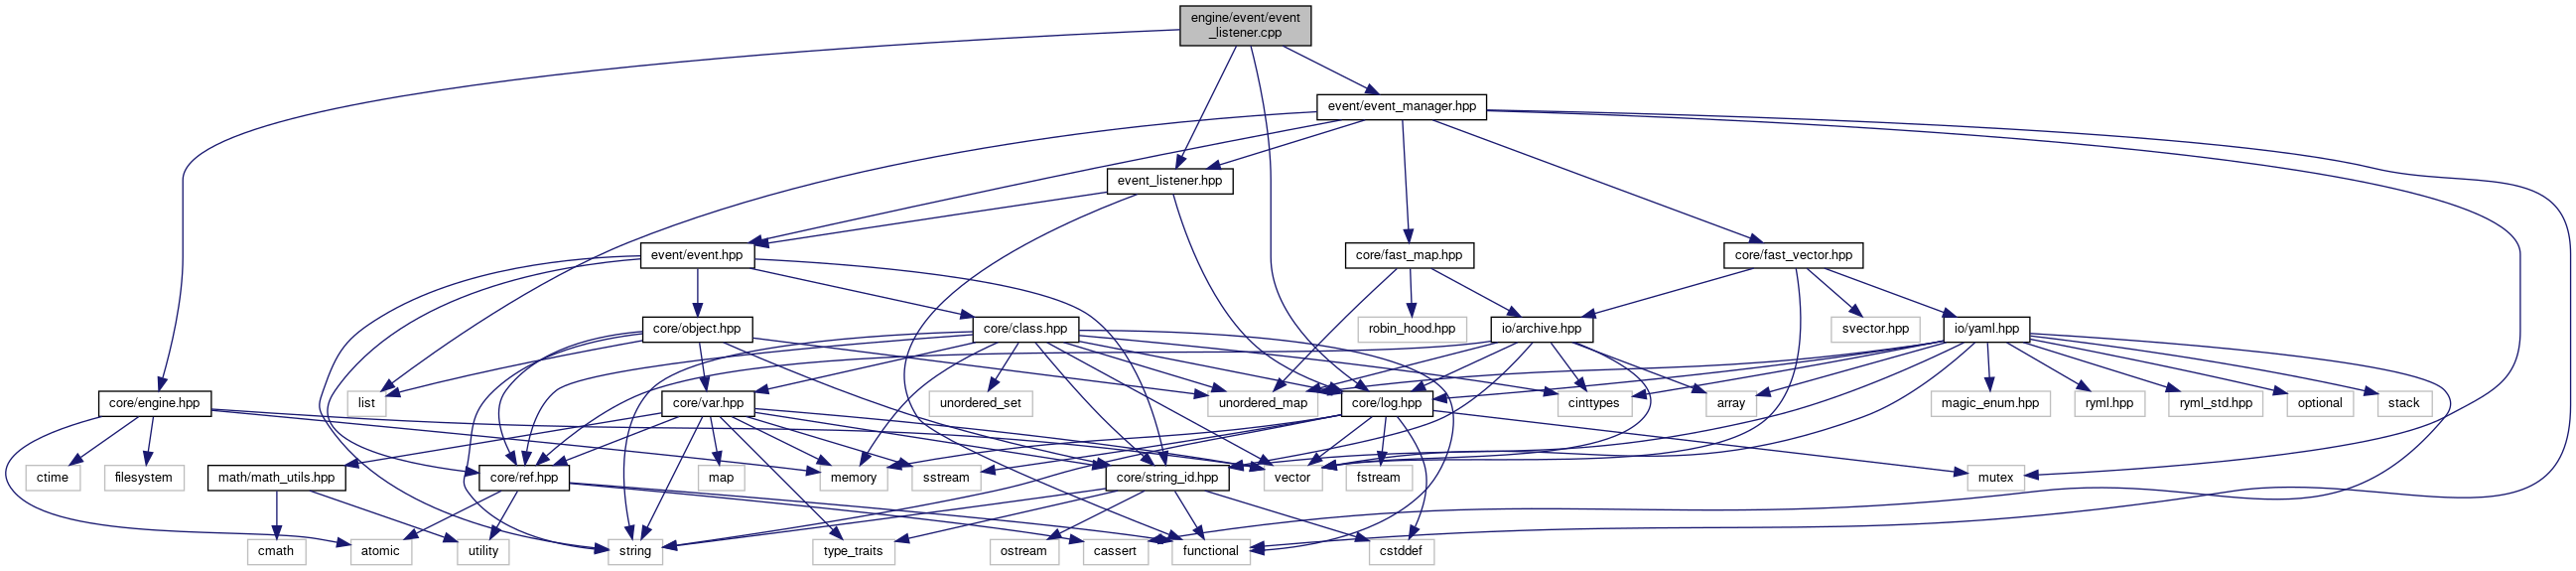 engine/event/event
_listener.cpp
event/event_manager.hpp
event_listener.hpp
event/event.hpp
core/fast_map.hpp
core/fast_vector.hpp
core/object.hpp
core/class.hpp
robin_hood.hpp
io/archive.hpp
svector.hpp
io/yaml.hpp
core/engine.hpp
list
core/var.hpp
unordered_set
unordered_map
core/log.hpp
cinttypes
array
magic_enum.hpp
ryml.hpp
ryml_std.hpp
optional
stack
ctime
filesystem
math/math_utils.hpp
core/ref.hpp
map
memory
sstream
core/string_id.hpp
vector
fstream
mutex
cmath
atomic
utility
string
type_traits
ostream
cassert
functional
cstddef